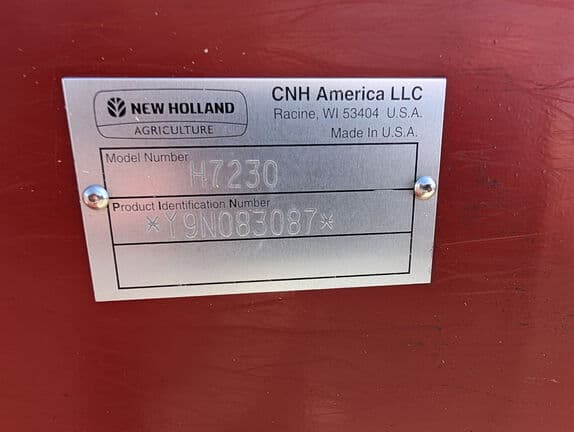 NEW HOLLAND
AGRICULTURE
CNH America LLC
Racine, WI 53404 U.S.A.
Made In U.S.A.
Model Number
H7230
Product Identification Number
*Y9N083087*